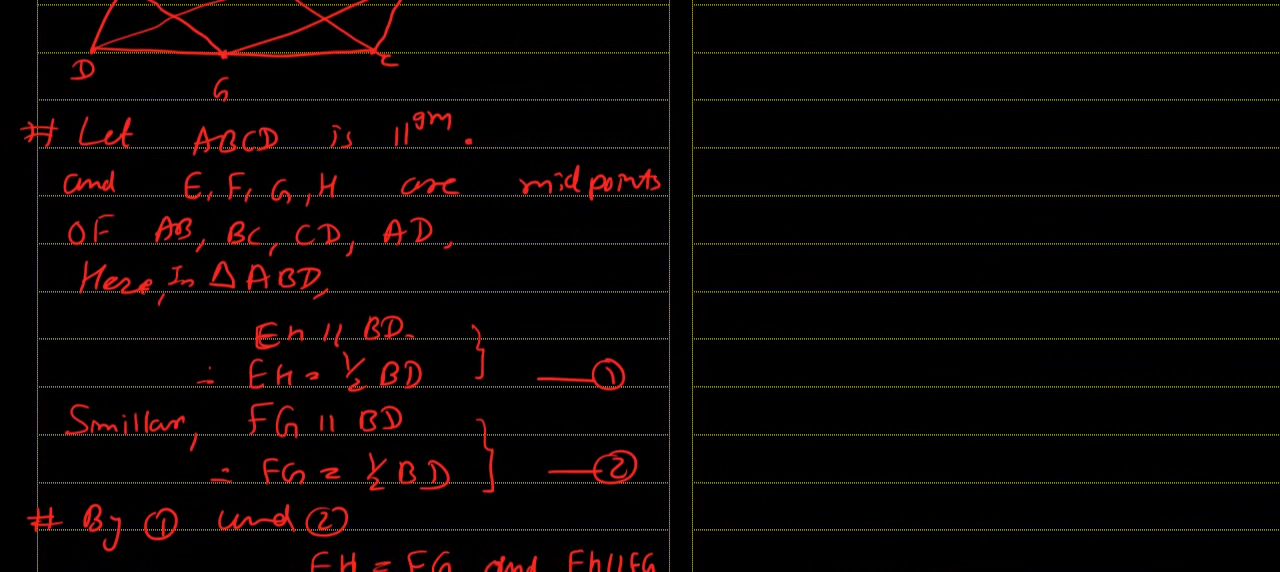 D
C
G
# Let ABCD is ||gm.
and E, F, G, H are midpoints
OF AB, BC, CD, AD,
Here, In Δ ABD,
Eh || BD.
∴ EH = 1/2 BD } —①
Smillar, FG || BD
∴ FG = 1/2 BD } —②
# By ① and ②
EH = FG and Eh||FG